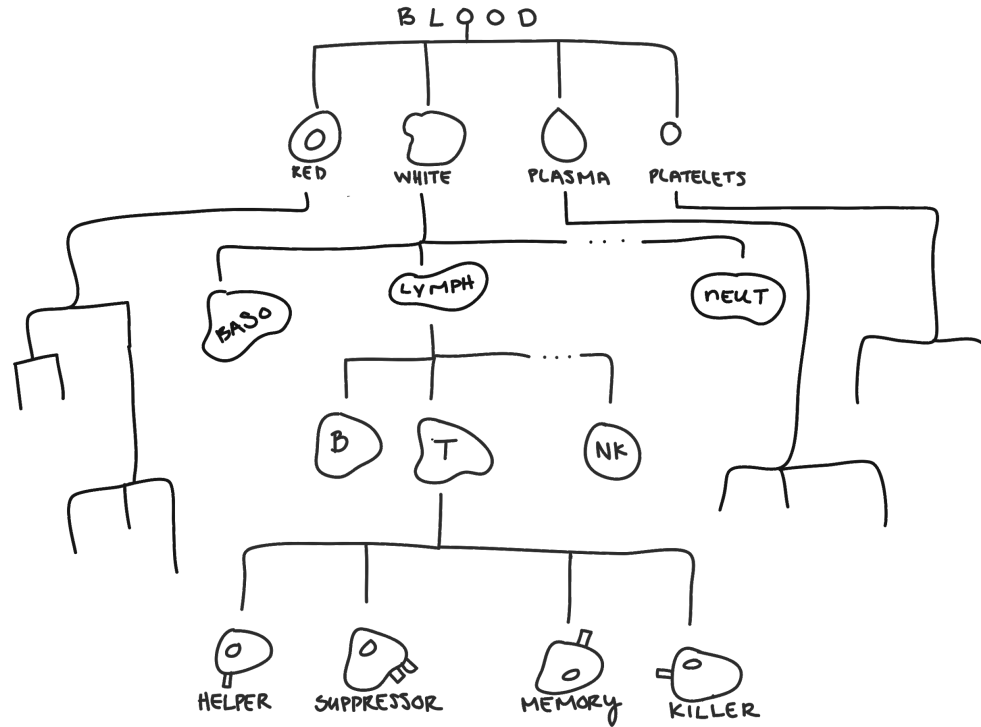 BLOOD
RED WHITE PLASMA PLATELETS
...
BASO LYMPH NEUT
...
B T NK
HELPER SUPPRESSOR MEMORY KILLER